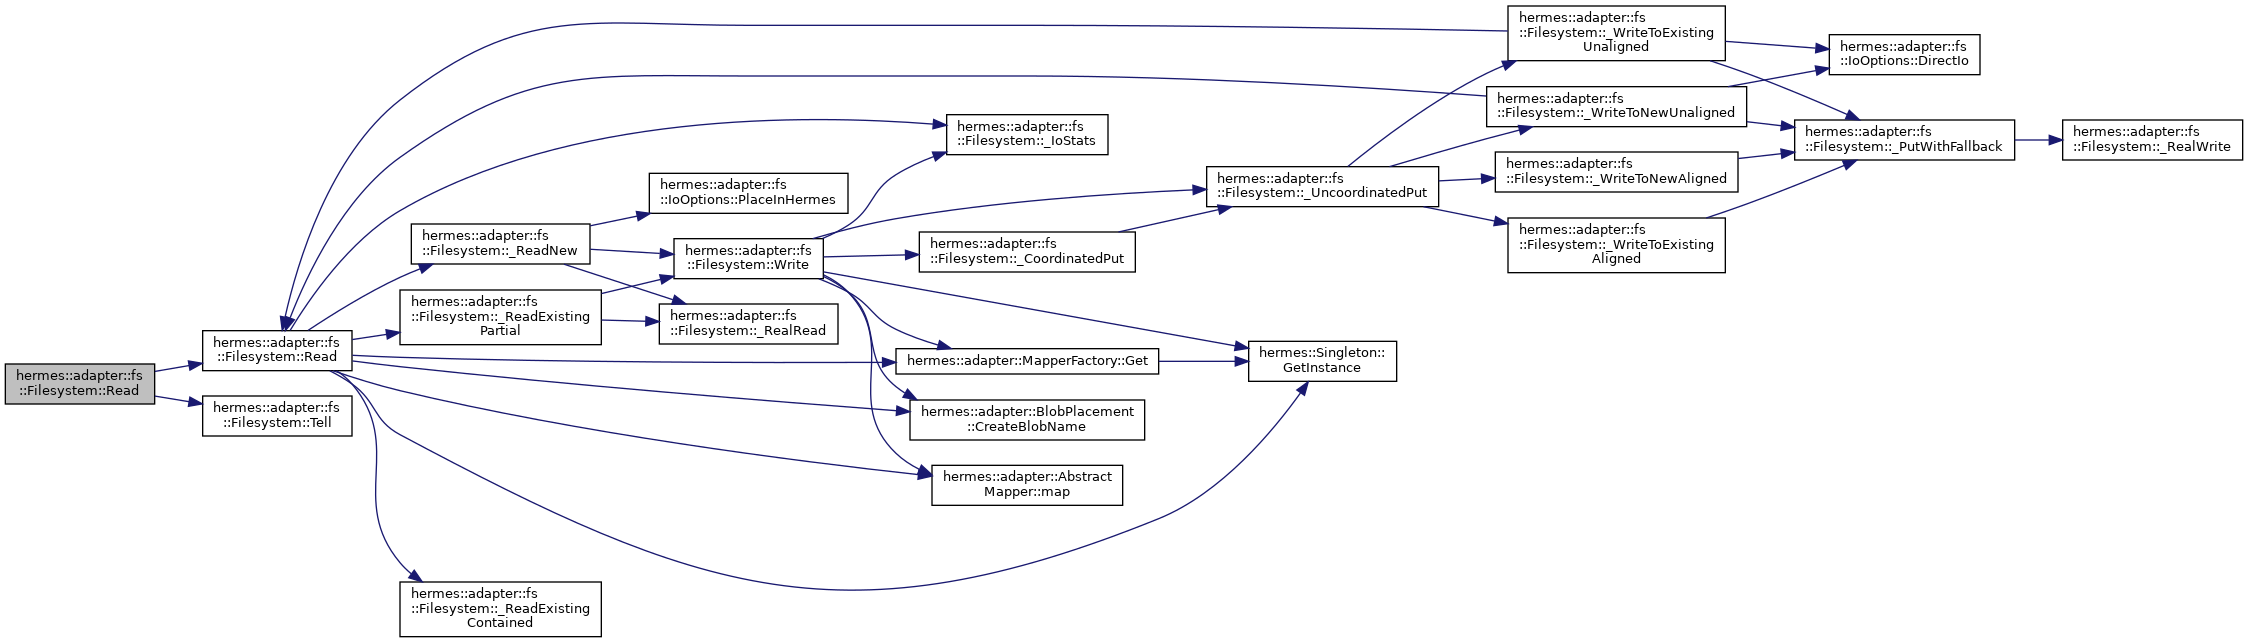 hermes::adapter::fs
::Filesystem::Read
hermes::adapter::fs
::Filesystem::Read
hermes::adapter::fs
::Filesystem::Tell
hermes::adapter::fs
::Filesystem::_ReadNew
hermes::adapter::fs
::Filesystem::_ReadExisting
Partial
hermes::adapter::fs
::Filesystem::_ReadExisting
Contained
hermes::adapter::fs
::IoOptions::PlaceInHermes
hermes::adapter::fs
::Filesystem::Write
hermes::adapter::fs
::Filesystem::_RealRead
hermes::adapter::fs
::Filesystem::_IoStats
hermes::adapter::fs
::Filesystem::_CoordinatedPut
hermes::adapter::MapperFactory::Get
hermes::adapter::BlobPlacement
::CreateBlobName
hermes::adapter::Abstract
Mapper::map
hermes::adapter::fs
::Filesystem::_UncoordinatedPut
hermes::Singleton::
GetInstance
hermes::adapter::fs
::Filesystem::_WriteToExisting
Unaligned
hermes::adapter::fs
::Filesystem::_WriteToNewUnaligned
hermes::adapter::fs
::Filesystem::_WriteToNewAligned
hermes::adapter::fs
::Filesystem::_WriteToExisting
Aligned
hermes::adapter::fs
::IoOptions::DirectIo
hermes::adapter::fs
::Filesystem::_PutWithFallback
hermes::adapter::fs
::Filesystem::_RealWrite